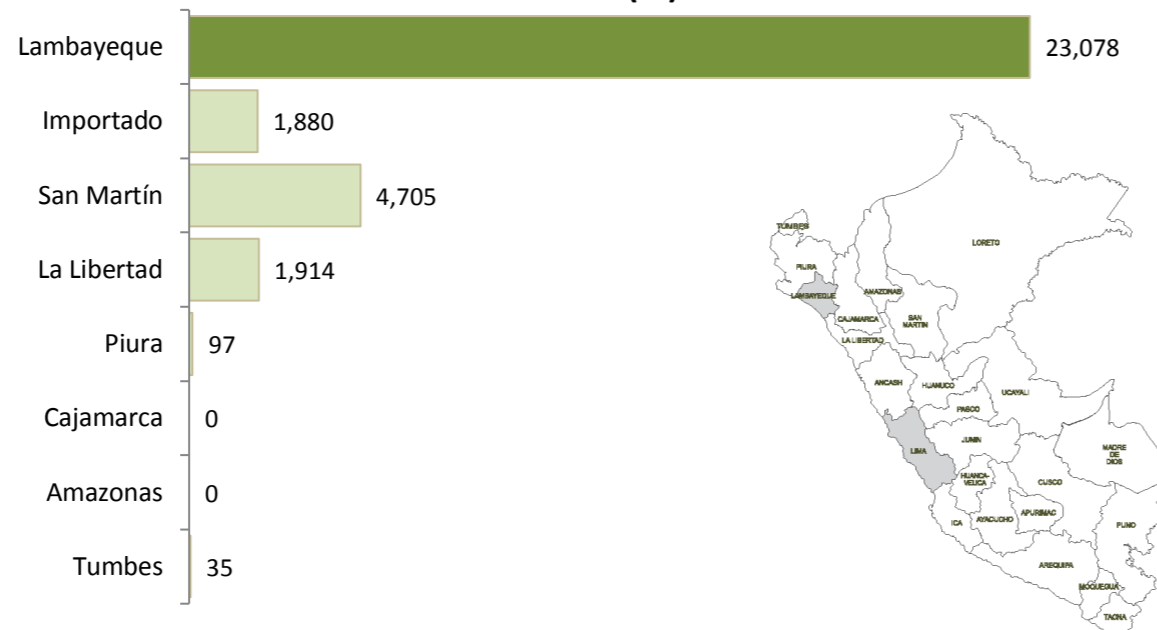 Lambayeque 23,078
Importado 1,880
San Martín 4,705
La Libertad 1,914
Piura 97
Cajamarca 0
Amazonas 0
Tumbes 35
TUMBES
LORETO
PIURA
LAMBAYEQUE
AMAZONAS
CAJAMARCA
SAN
MARTIN
LA LIBERTAD
ANCASH
HUANUCO
UCAYALI
PASCO
LIMA
JUNIN
MADRE
DE
DIOS
HUANCA-
VELICA
CUSCO
ICA
AYACUCHO
APURIMAC
PUNO
AREQUIPA
MOQUEGUA
TACNA